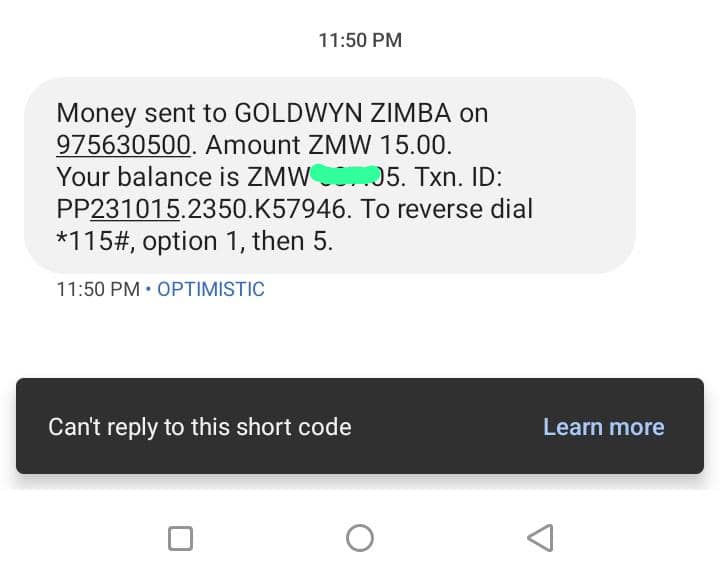 11:50 PM
Money sent to GOLDWYN ZIMBA on
975630500. Amount ZMW 15.00.
Your balance is ZMW 05. Txn. ID:
PP231015.2350.K57946. To reverse dial
*115#, option 1, then 5.
11:50 PM • OPTIMISTIC
Can't reply to this short code
Learn more